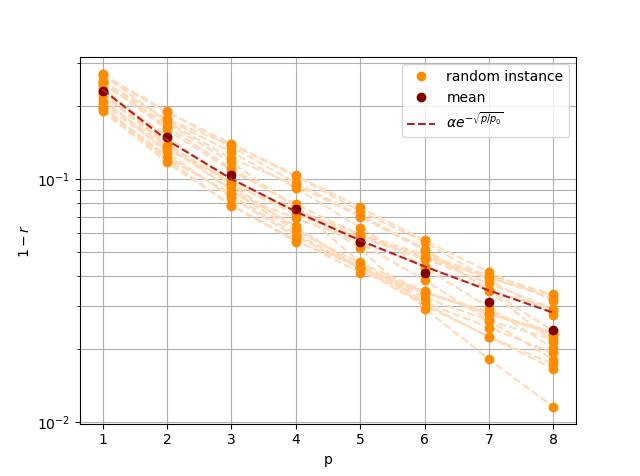 random instance
mean
αe^{-√(p/p₀)}
1 − r
10^{-1}
10^{-2}
1 2 3 4 5 6 7 8
p